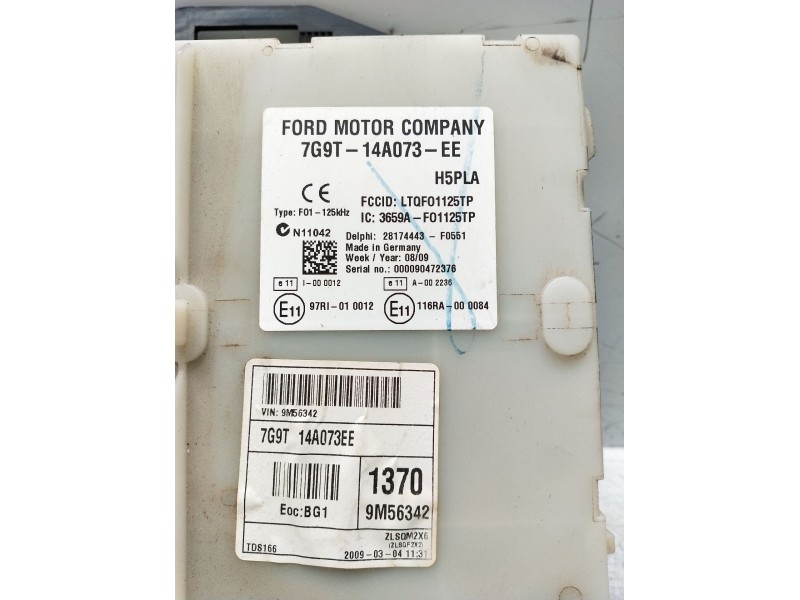 FORD MOTOR COMPANY
7G9T-14A073-EE
H5PLA
CE
FCCID: LTQF01125TP
Type: F01-125kHz
IC: 3659A-F01125TP
N11042
Delphi: 28174443-F0551
Made in Germany
Week / Year: 08/09
Serial no.: 000090472376
e 11 I-00 0012
e 11 A-00 2236
E11 97RI-01 0012
E11 116RA-00 0084
VIN: 9M56342
7G9T 14A073EE
1370
Eoc:BG1
9M56342
ZLSQM2X6
(ZLSGF2X2)
TDS166
2009-03-04 11:31